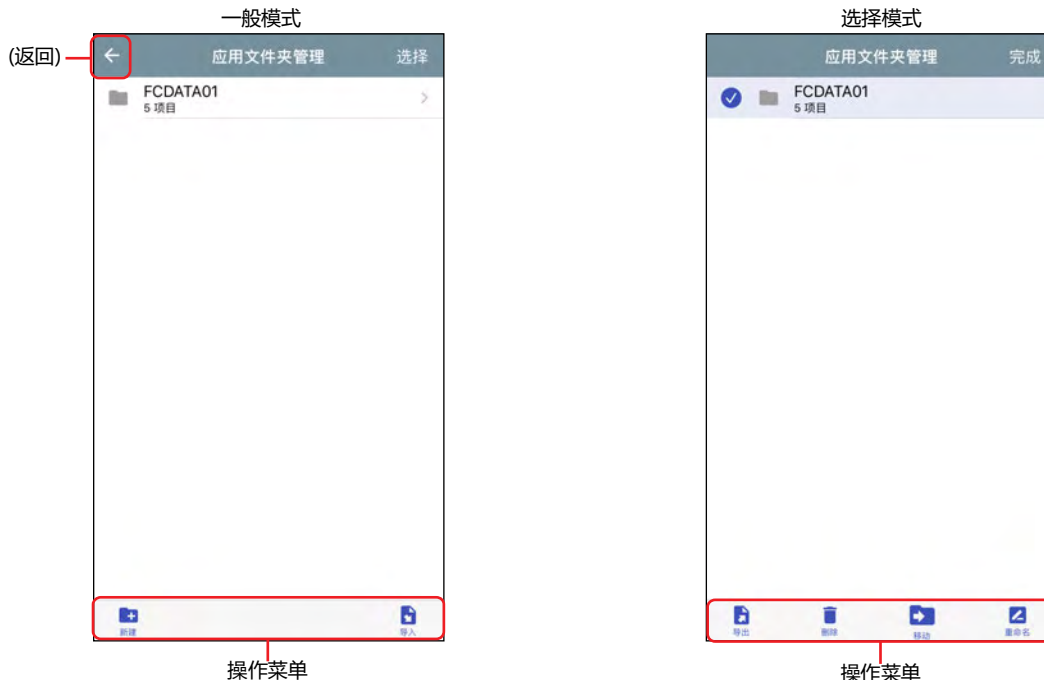 一般模式
选择模式
(返回)
应用文件夹管理 选择
应用文件夹管理 完成
FCDATA01
5 项目
FCDATA01
5 项目
新建 导入
导出 删除 移动 重命名
操作菜单
操作菜单